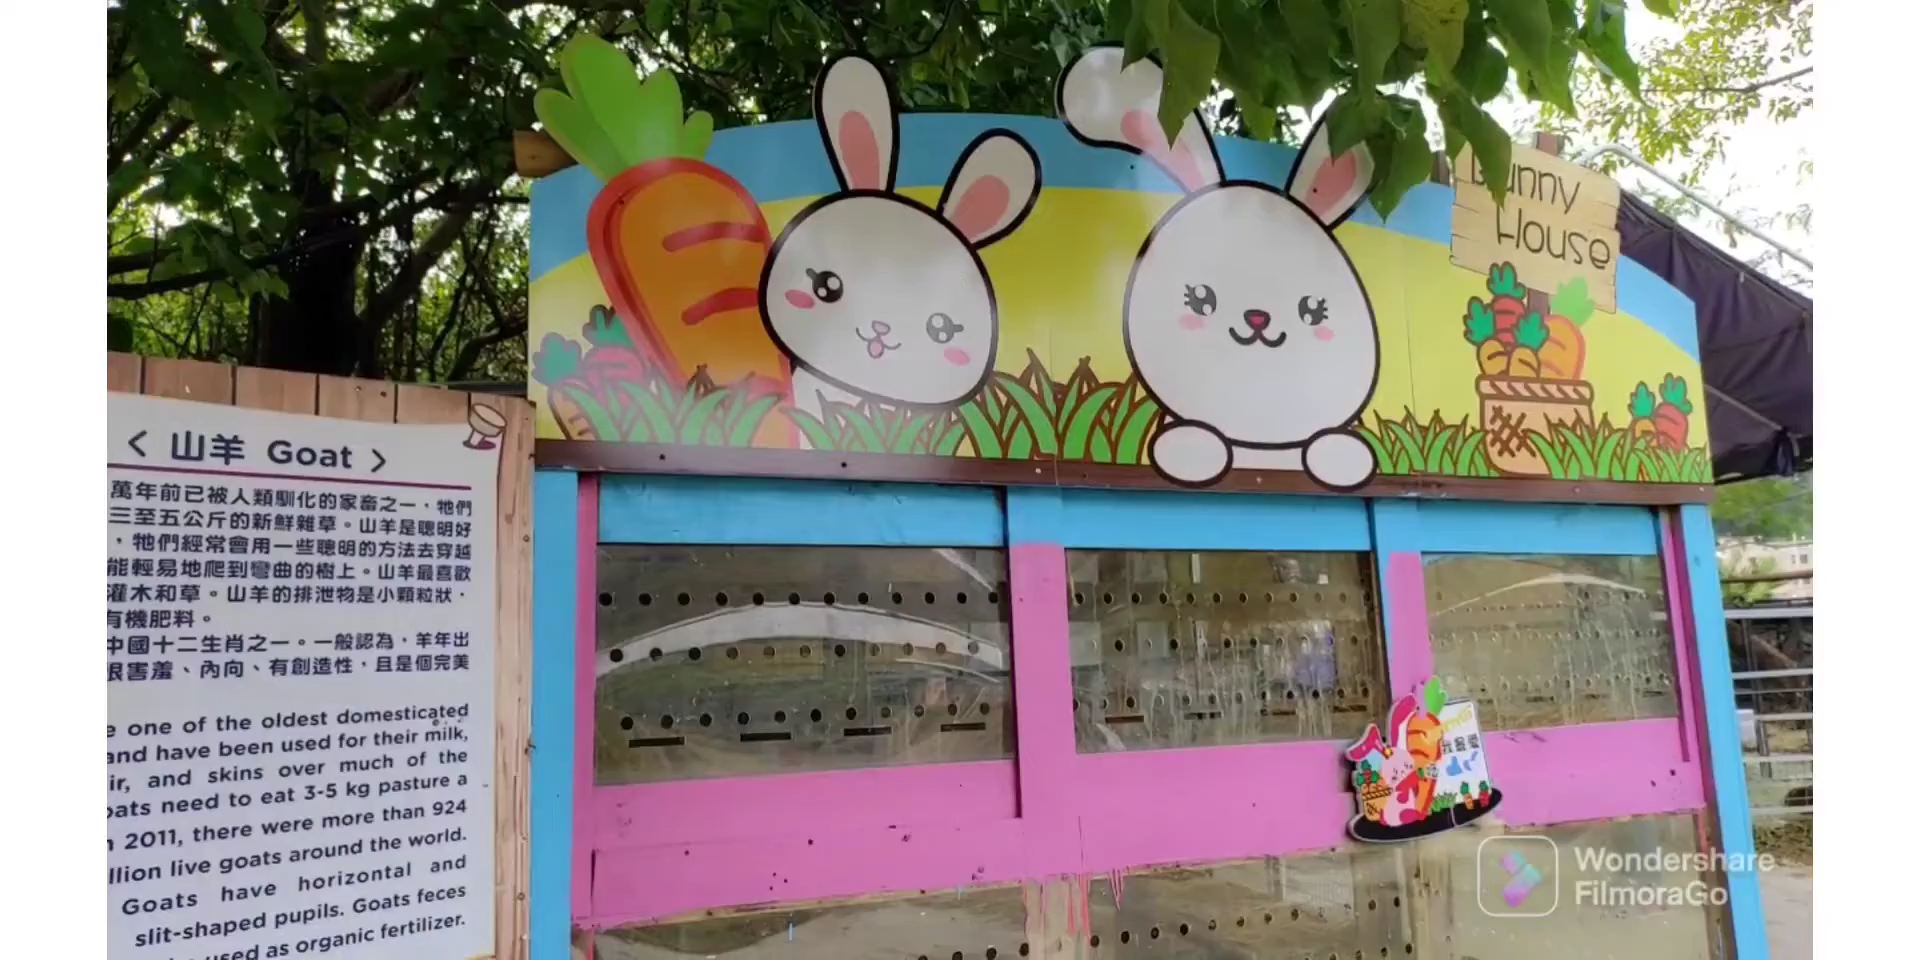 < 山羊 Goat >
萬年前已被人類馴化的家畜之一，牠們
三至五公斤的新鮮雜草。山羊是聰明好
，牠們經常會用一些聰明的方法去穿越
能輕易地爬到彎曲的樹上。山羊最喜歡
灌木和草。山羊的排泄物是小顆粒狀，
有機肥料。
中國十二生肖之一。一般認為，羊年出
很害羞、內向、有創造性，且是個完美
e one of the oldest domesticated
and have been used for their milk,
ir, and skins over much of the
oats need to eat 3-5 kg pasture a
n 2011, there were more than 924
llion live goats around the world.
Goats have horizontal and
slit-shaped pupils. Goats feces
used as organic fertilizer.
Bunny
House
Wondershare
FilmoraGo